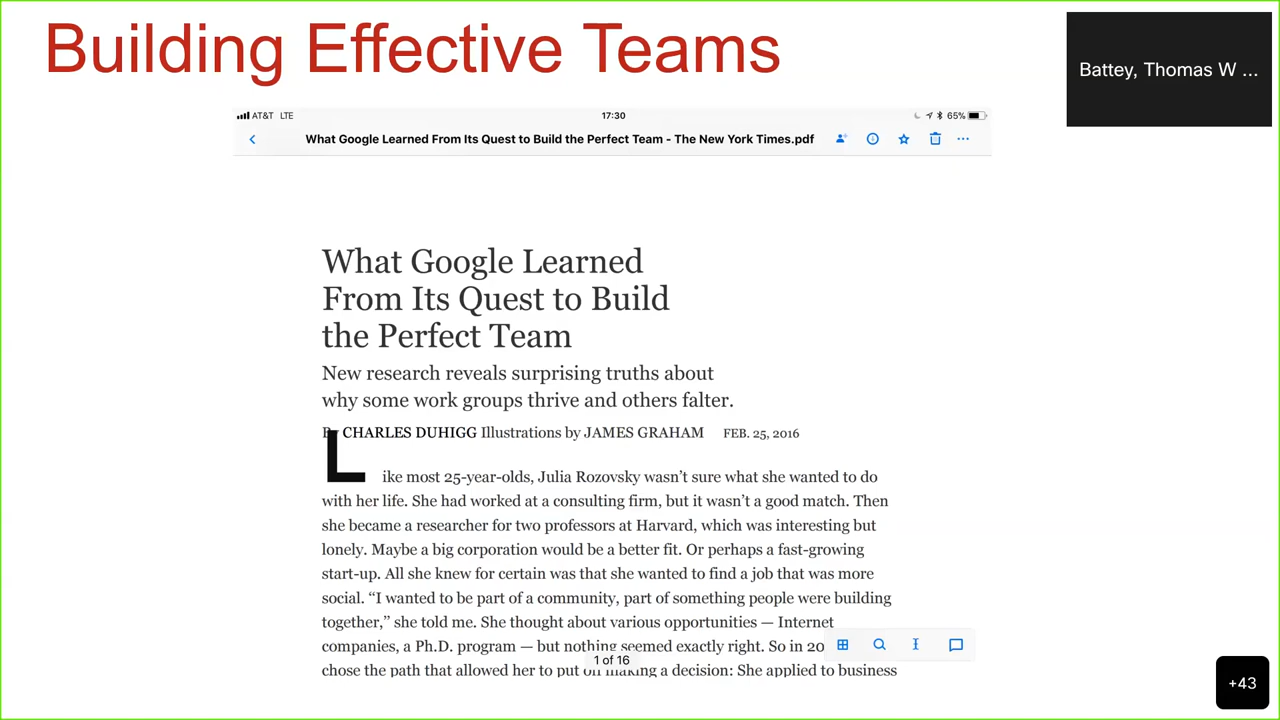 Building Effective Teams
Battey, Thomas W ...
AT&T LTE 17:30 65%
What Google Learned From Its Quest to Build the Perfect Team - The New York Times.pdf
What Google Learned
From Its Quest to Build
the Perfect Team
New research reveals surprising truths about
why some work groups thrive and others falter.
By CHARLES DUHIGG Illustrations by JAMES GRAHAM FEB. 25, 2016
Like most 25-year-olds, Julia Rozovsky wasn’t sure what she wanted to do
with her life. She had worked at a consulting firm, but it wasn’t a good match. Then
she became a researcher for two professors at Harvard, which was interesting but
lonely. Maybe a big corporation would be a better fit. Or perhaps a fast-growing
start-up. All she knew for certain was that she wanted to find a job that was more
social. “I wanted to be part of a community, part of something people were building
together,” she told me. She thought about various opportunities — Internet
companies, a Ph.D. program — but nothing seemed exactly right. So in 20
1 of 16
chose the path that allowed her to put off making a decision: She applied to business
+43